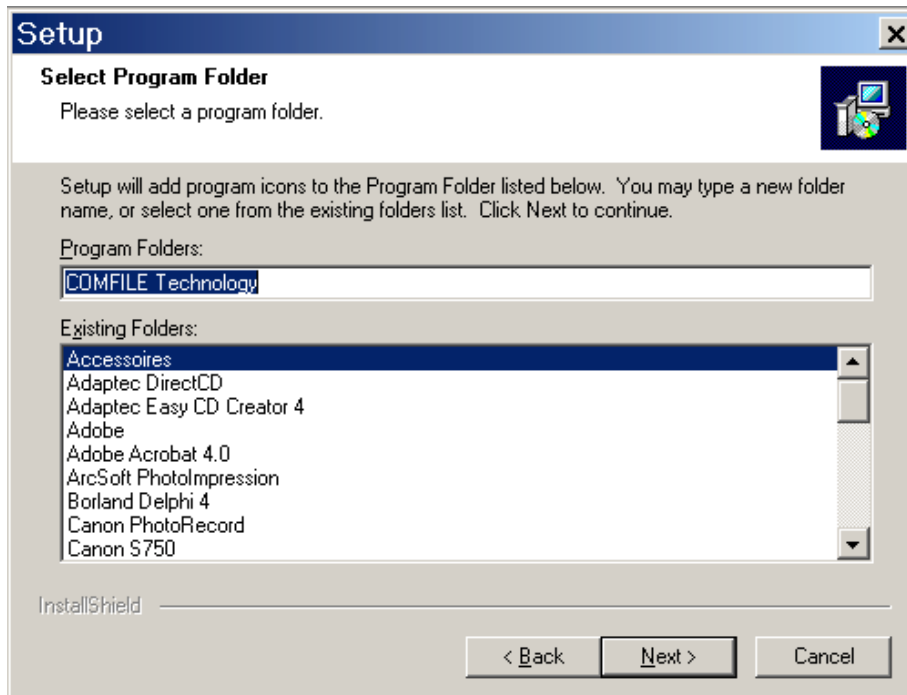 Setup
Select Program Folder
Please select a program folder.
Setup will add program icons to the Program Folder listed below. You may type a new folder
name, or select one from the existing folders list. Click Next to continue.
Program Folders:
COMFILE Technology
Existing Folders:
Accessoires
Adaptec DirectCD
Adaptec Easy CD Creator 4
Adobe
Adobe Acrobat 4.0
ArcSoft PhotoImpression
Borland Delphi 4
Canon PhotoRecord
Canon S750
InstallShield
< Back Next > Cancel